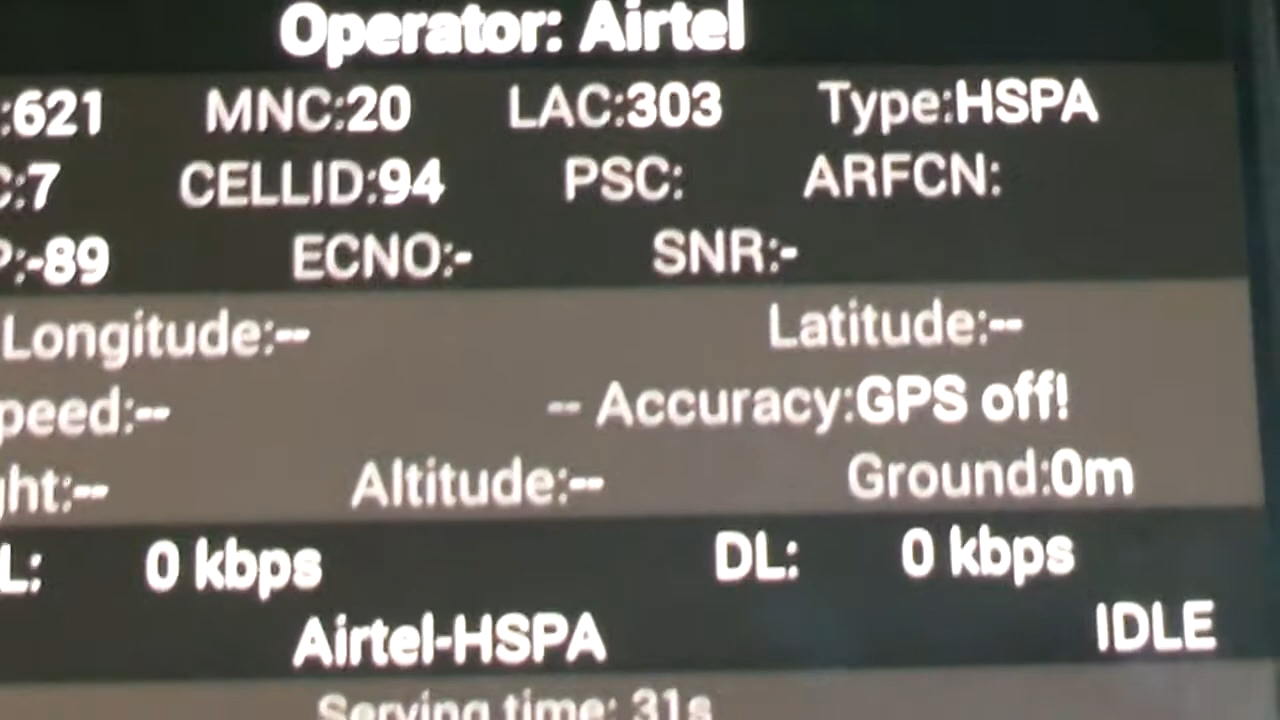 Operator: Airtel
:621 MNC:20 LAC:303 Type:HSPA
C:7 CELLID:94 PSC: ARFCN:
P:-89 ECNO:- SNR:-
Longitude:-- Latitude:--
peed:-- -- Accuracy:GPS off!
ght:-- Altitude:-- Ground:0m
L: 0 kbps DL: 0 kbps
Airtel-HSPA IDLE
Serving time: 31s